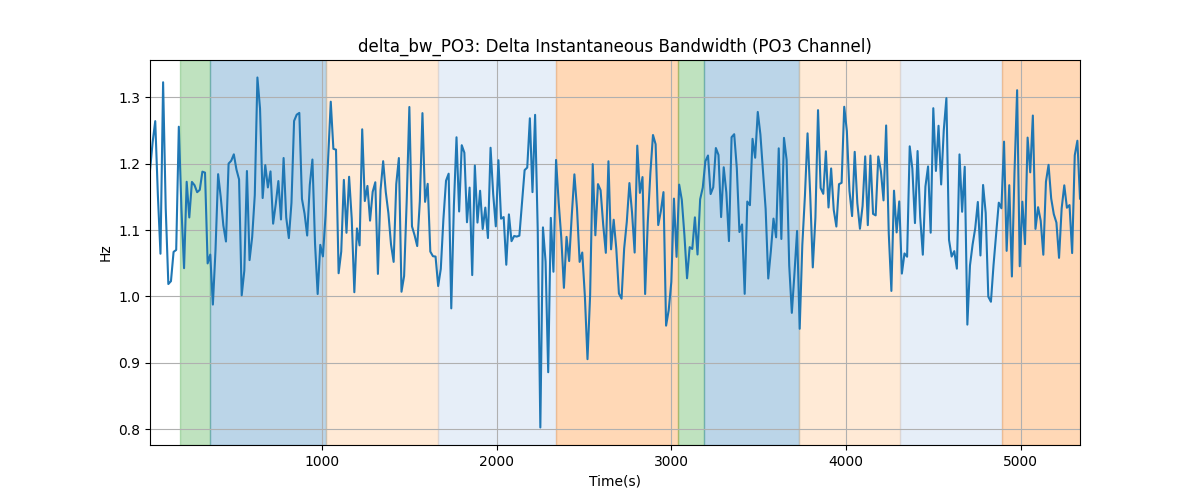 delta_bw_PO3: Delta Instantaneous Bandwidth (PO3 Channel)
1.3
1.2
1.1
1.0
0.9
0.8
Hz
1000 2000 3000 4000 5000
Time(s)